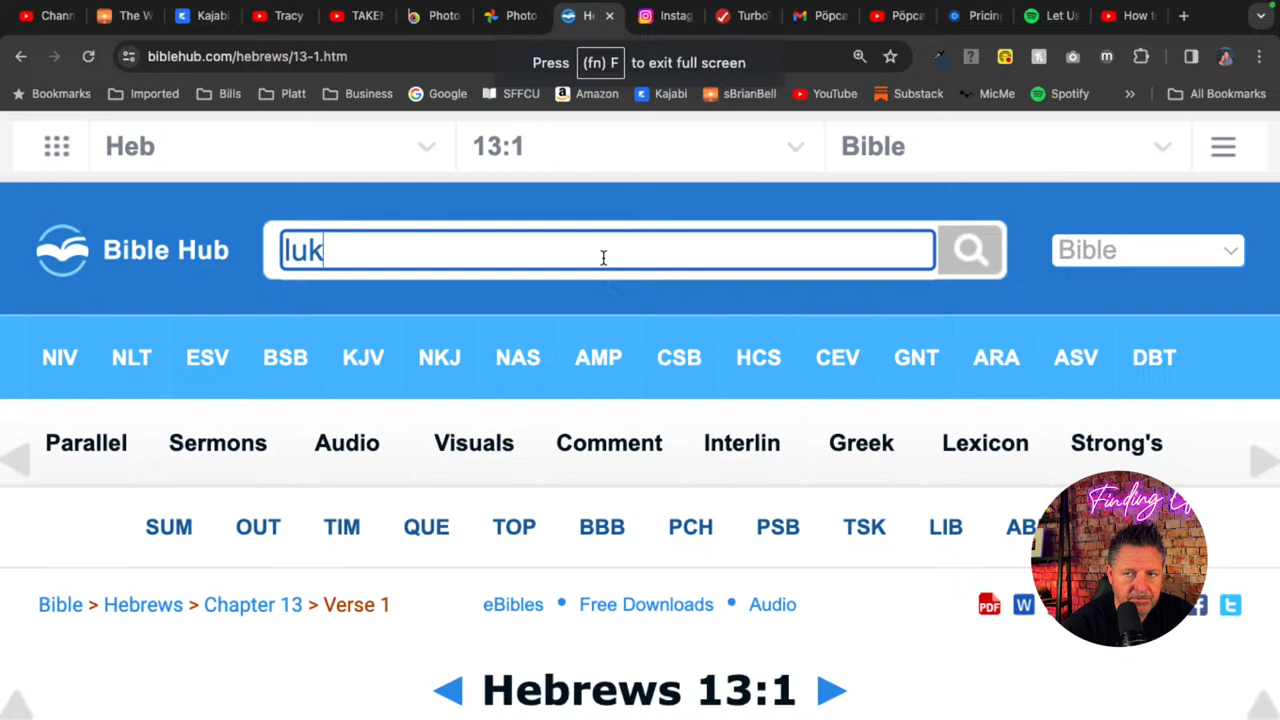 Chann The W Kajabi Tracy TAKEN Photo Photo He Instag TurboT Pöpce Pöpce Pricing Let Us How t
biblehub.com/hebrews/13-1.htm
Press (fn) F to exit full screen
Bookmarks Imported Bills Platt Business Google SFFCU Amazon Kajabi sBrianBell YouTube Substack MicMe Spotify » All Bookmarks
Heb 13:1 Bible
Bible Hub luk Bible
NIV NLT ESV BSB KJV NKJ NAS AMP CSB HCS CEV GNT ARA ASV DBT
Parallel Sermons Audio Visuals Comment Interlin Greek Lexicon Strong's
Finding
SUM OUT TIM QUE TOP BBB PCH PSB TSK LIB AB
Bible > Hebrews > Chapter 13 > Verse 1 eBibles • Free Downloads • Audio PDF W f
◄ Hebrews 13:1 ►